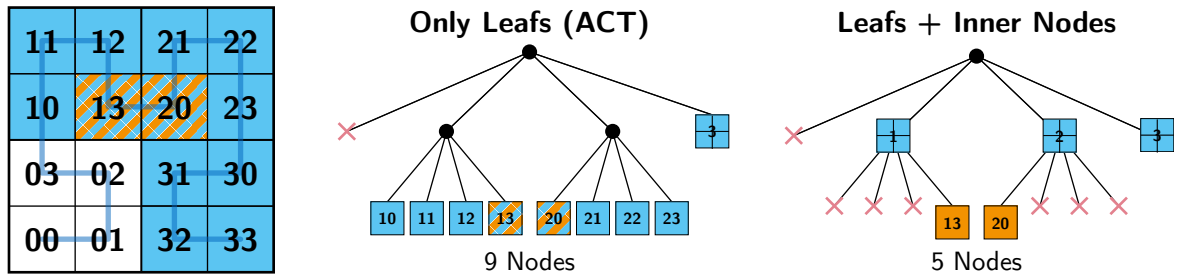 11 12 21 22
10 13 20 23
03 02 31 30
00 01 32 33
Only Leafs (ACT)
3
10 11 12 13 20 21 22 23
9 Nodes
Leafs + Inner Nodes
1 2 3
13 20
5 Nodes